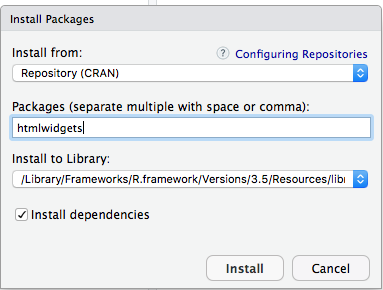 Install Packages
Install from:
? Configuring Repositories
Repository (CRAN)
Packages (separate multiple with space or comma):
htmlwidgets
Install to Library:
/Library/Frameworks/R.framework/Versions/3.5/Resources/libr
Install dependencies
Install Cancel